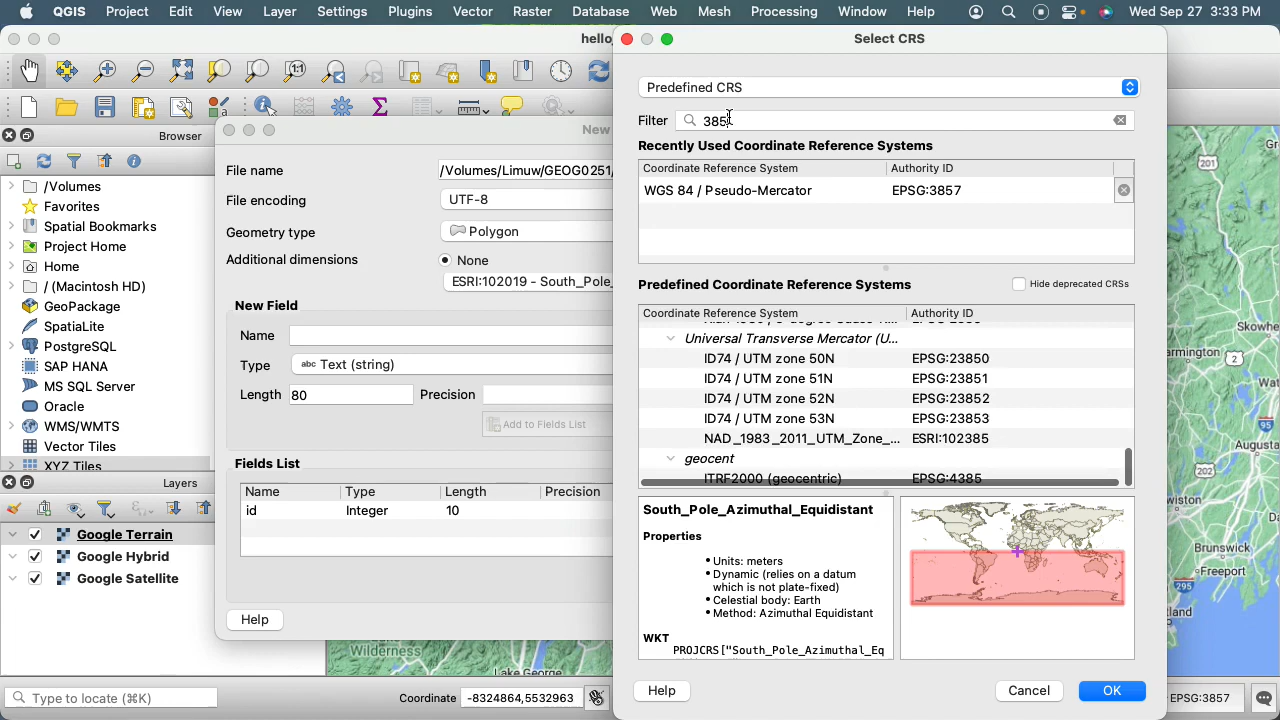 QGIS Project Edit View Layer Settings Plugins Vector Raster Database Web Mesh Processing Window Help Wed Sep 27 3:33 PM
hello
Select CRS
Predefined CRS
Filter 385
Browser
New
Recently Used Coordinate Reference Systems
Coordinate Reference System Authority ID
WGS 84 / Pseudo-Mercator EPSG:3857
File name /Volumes/Limuw/GEOG0251/
File encoding UTF-8
Geometry type Polygon
Additional dimensions None
ESRI:102019 - South_Pole_
/Volumes
Favorites
Spatial Bookmarks
Project Home
Home
/ (Macintosh HD)
GeoPackage
SpatiaLite
PostgreSQL
SAP HANA
MS SQL Server
Oracle
WMS/WMTS
Vector Tiles
XYZ Tiles
New Field
Name
Type abc Text (string)
Length 80 Precision
Add to Fields List
Fields List
Name Type Length Precision
id Integer 10
Help
Predefined Coordinate Reference Systems Hide deprecated CRSs
Coordinate Reference System Authority ID
Universal Transverse Mercator (U...
ID74 / UTM zone 50N EPSG:23850
ID74 / UTM zone 51N EPSG:23851
ID74 / UTM zone 52N EPSG:23852
ID74 / UTM zone 53N EPSG:23853
NAD_1983_2011_UTM_Zone_... ESRI:102385
geocent
ITRF2000 (geocentric) EPSG:4385
South_Pole_Azimuthal_Equidistant
Properties
• Units: meters
• Dynamic (relies on a datum
which is not plate-fixed)
• Celestial body: Earth
• Method: Azimuthal Equidistant
WKT
PROJCRS["South_Pole_Azimuthal_Eq
Help Cancel OK
Layers
Google Terrain
Google Hybrid
Google Satellite
201
Skowhe
armington 2
95
Augusta
202
wiston
Brunswick
Freeport
295
Wilderness
Lake George
Type to locate (⌘K)
Coordinate -8324864,5532963
EPSG:3857